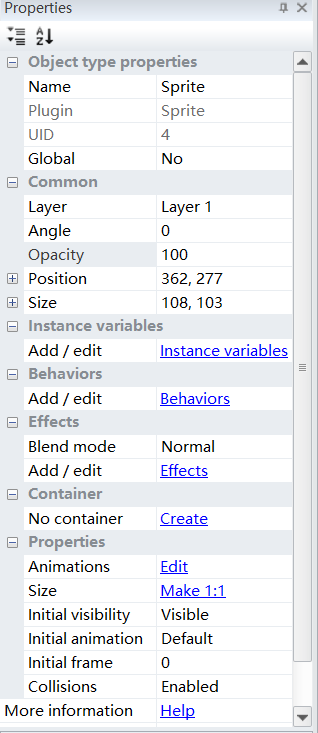 Properties
Object type properties
Name Sprite
Plugin Sprite
UID 4
Global No
Common
Layer Layer 1
Angle 0
Opacity 100
Position 362, 277
Size 108, 103
Instance variables
Add / edit Instance variables
Behaviors
Add / edit Behaviors
Effects
Blend mode Normal
Add / edit Effects
Container
No container Create
Properties
Animations Edit
Size Make 1:1
Initial visibility Visible
Initial animation Default
Initial frame 0
Collisions Enabled
More information Help